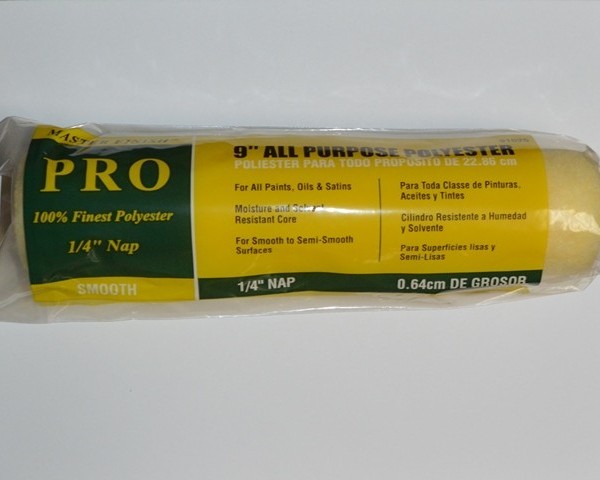 MASTER FINISH
PRO
100% Finest Polyester
1/4" Nap
SMOOTH
9" ALL PURPOSE POLYESTER
POLIESTER PARA TODO PROPOSITO DE 22.86 cm
For All Paints, Oils & Satins
Moisture and Solvent
Resistant Core
For Smooth to Semi-Smooth
Surfaces
Para Toda Classe de Pinturas,
Aceites y Tintes
Cilindro Resistente a Humedad
y Solvente
Para Superficies lisas y
Semi-Lisas
1/4" NAP
0.64cm DE GROSOR